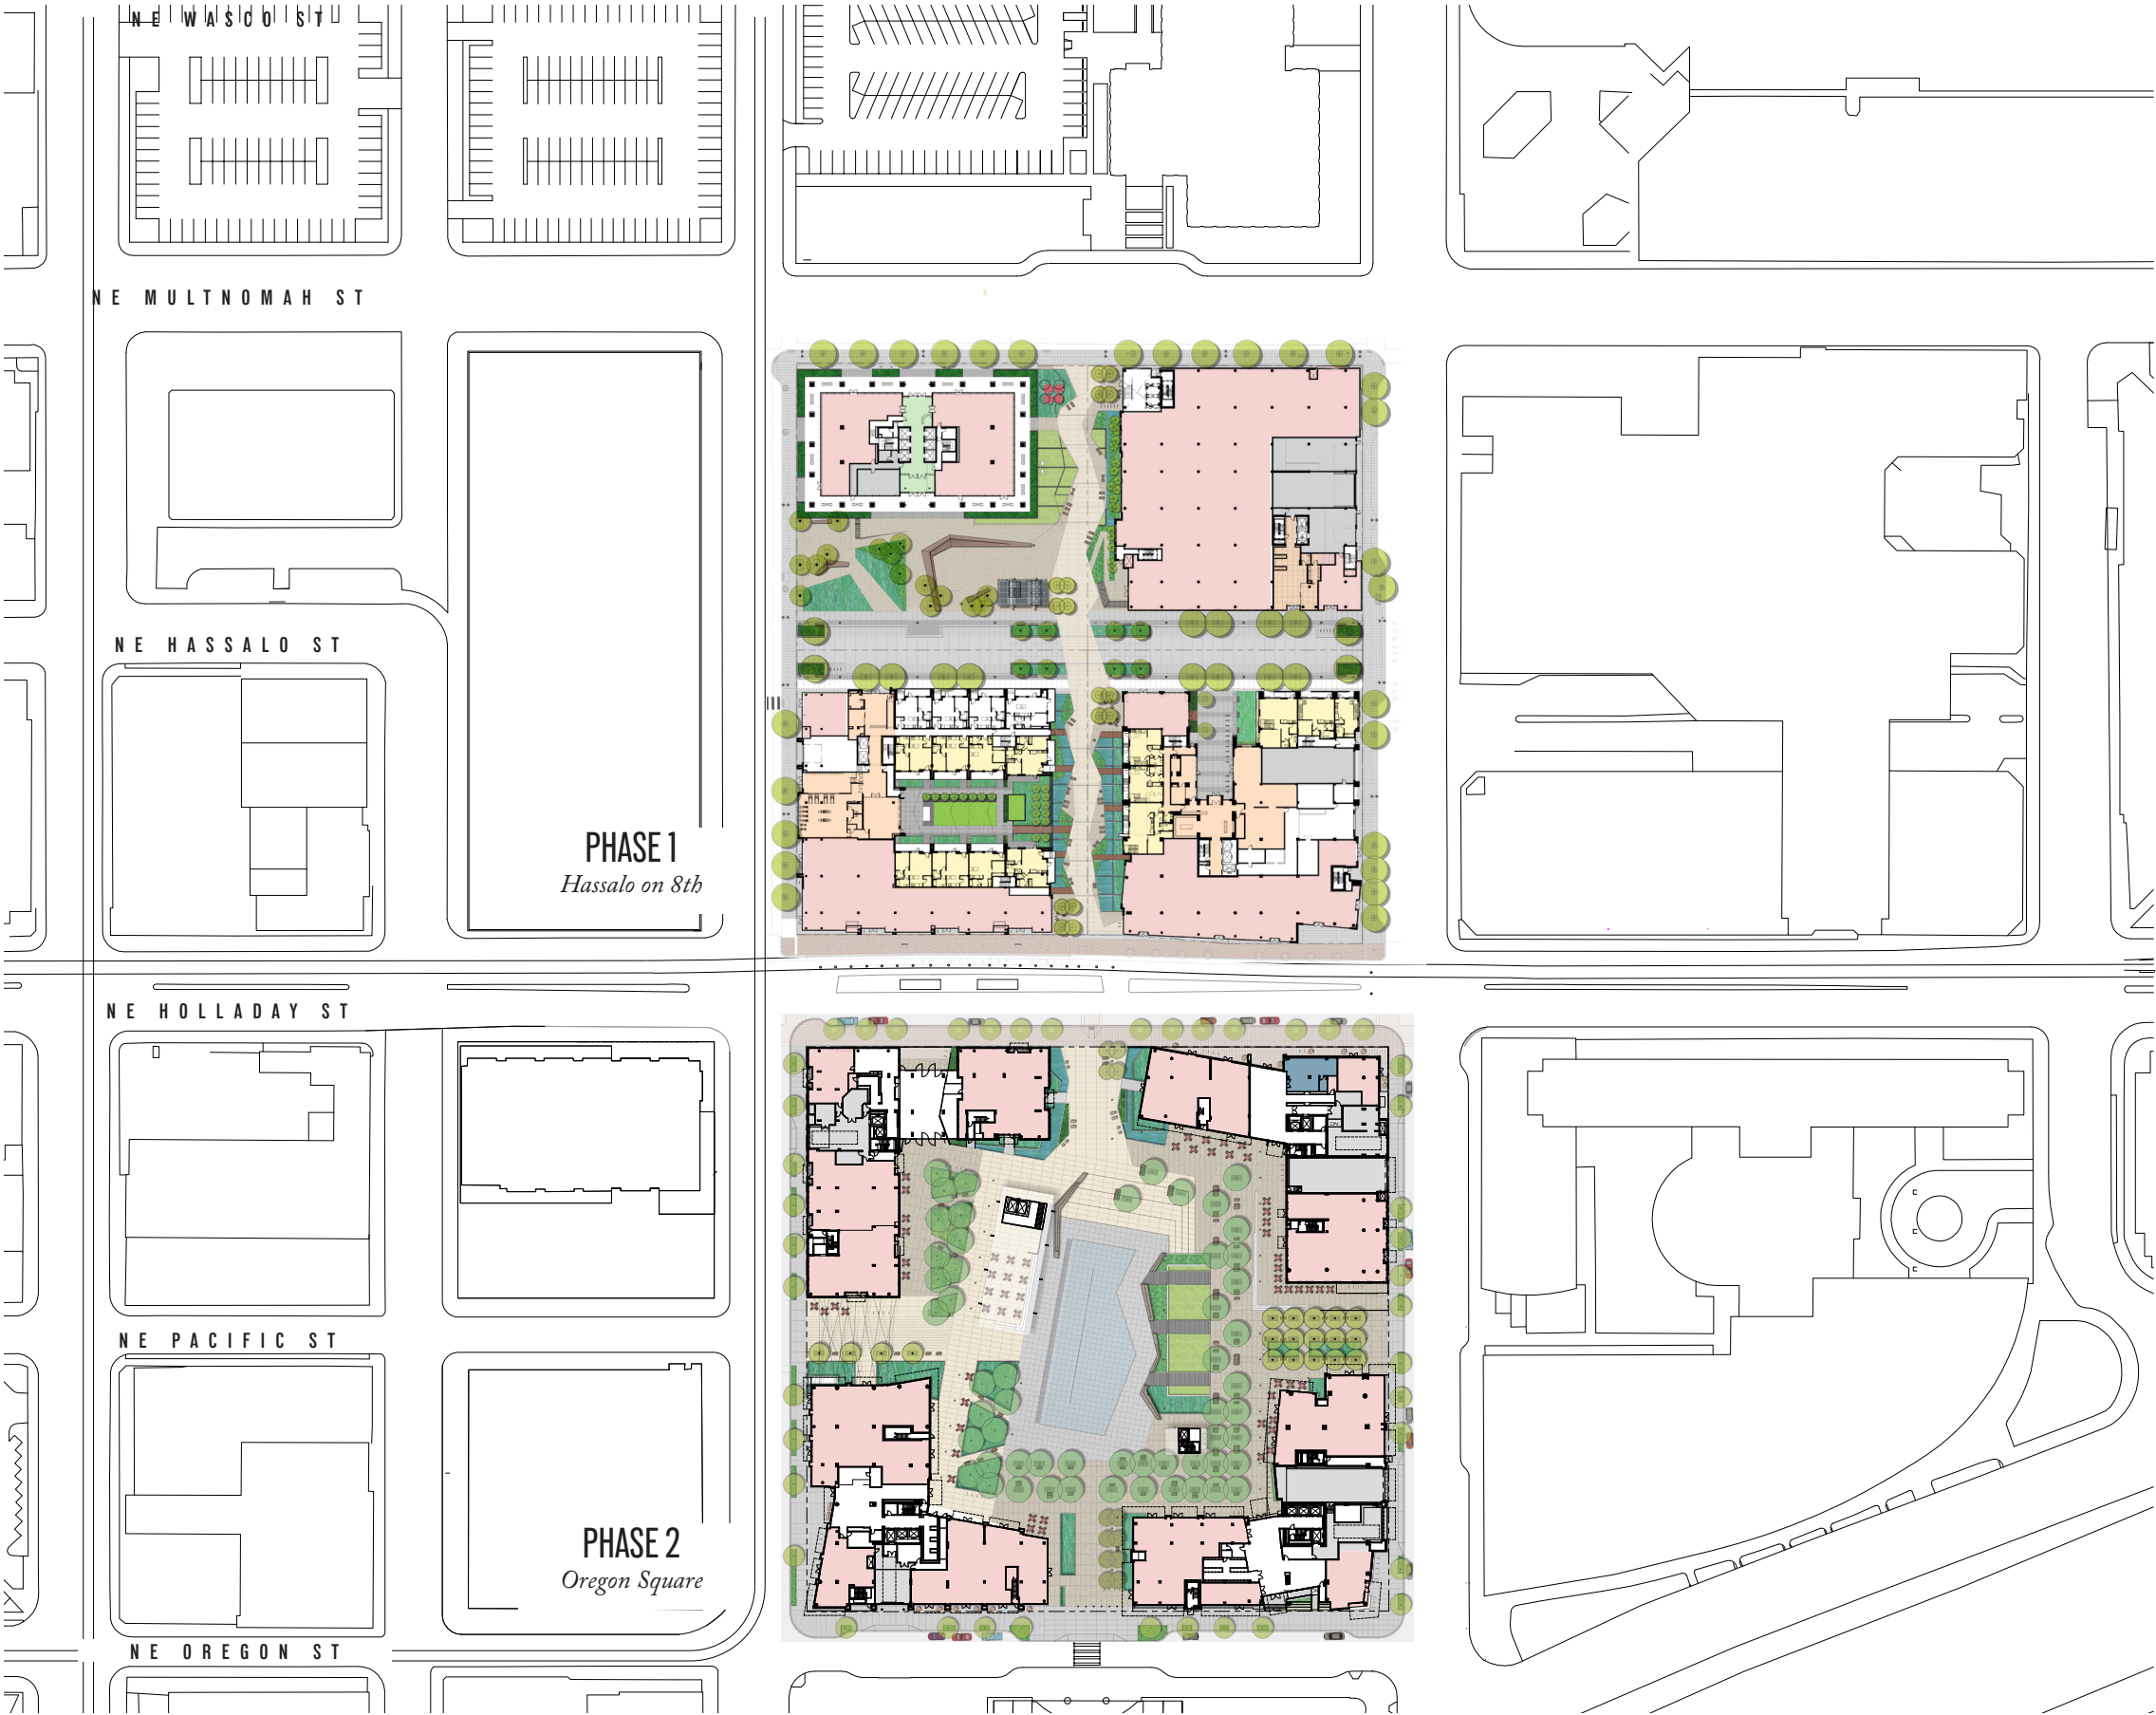 NE WASCO ST
NE MULTNOMAH ST
NE HASSALO ST
PHASE 1
Hassalo on 8th
NE HOLLADAY ST
NE PACIFIC ST
PHASE 2
Oregon Square
NE OREGON ST